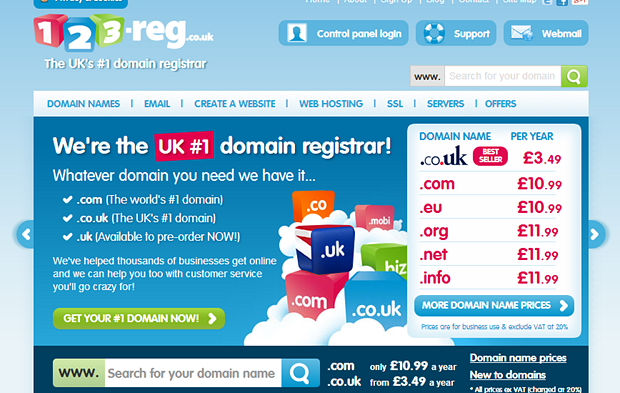 Home About Sign Up Blog Contact Site Map
123-reg.co.uk
The UK's #1 domain registrar
Control panel login
Support
Webmail
www. Search for your domain
DOMAIN NAMES | EMAIL | CREATE A WEBSITE | WEB HOSTING | SSL | SERVERS | OFFERS
We're the UK #1 domain registrar!
Whatever domain you need we have it...
.com (The world's #1 domain)
.co.uk (The UK's #1 domain)
.uk (Available to pre-order NOW!)
We've helped thousands of businesses get online
and we can help you too with customer service
you'll go crazy for!
GET YOUR #1 DOMAIN NOW!
.co
.mobi
.uk
.biz
.com
.co.uk
DOMAIN NAME PER YEAR
.co.uk BEST SELLER £3.49
.com £10.99
.eu £10.99
.org £11.99
.net £11.99
.info £11.99
MORE DOMAIN NAME PRICES
Prices are for business use & exclude VAT at 20%
www. Search for your domain name
.com only £10.99 a year
.co.uk from £3.49 a year
Domain name prices
New to domains
* All prices ex VAT (charged at 20%)